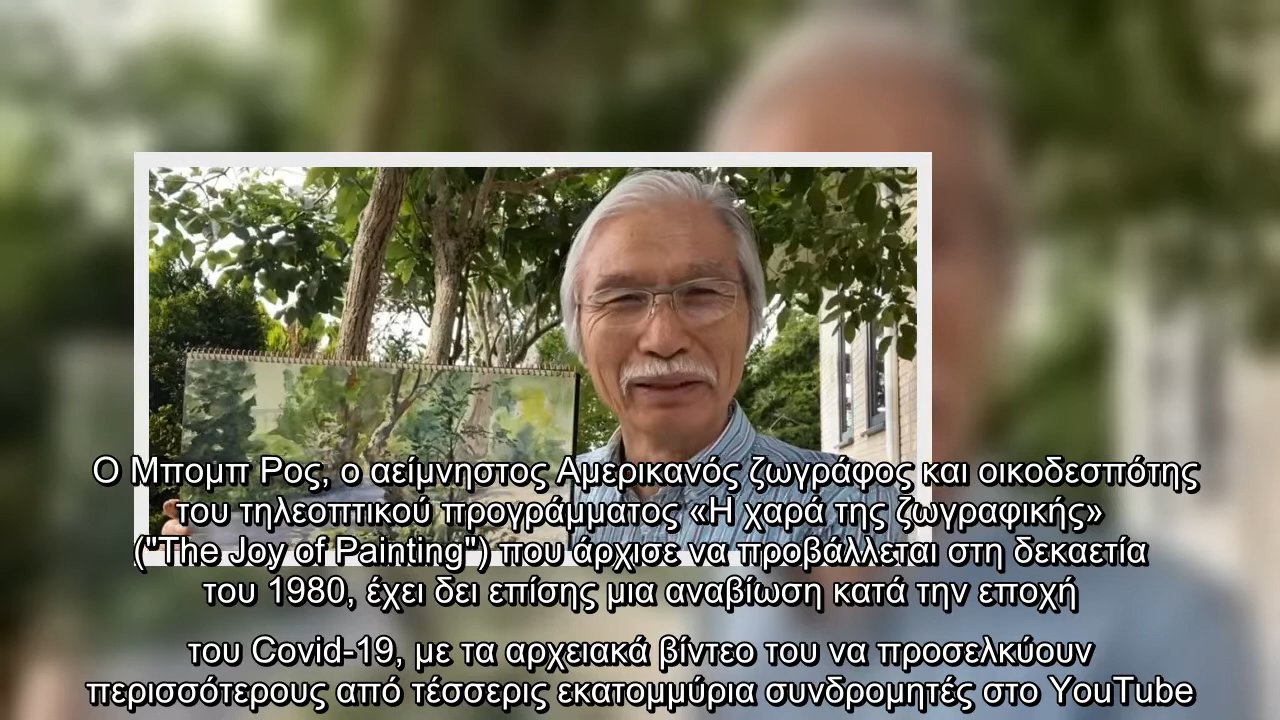 Ο Μπομπ Ρος, ο αείμνηστος Αμερικανός ζωγράφος και οικοδεσπότης
του τηλεοπτικού προγράμματος «Η χαρά της ζωγραφικής»
("The Joy of Painting") που άρχισε να προβάλλεται στη δεκαετία
του 1980, έχει δει επίσης μια αναβίωση κατά την εποχή
του Covid-19, με τα αρχειακά βίντεο του να προσελκύουν
περισσότερους από τέσσερις εκατομμύρια συνδρομητές στο YouTube